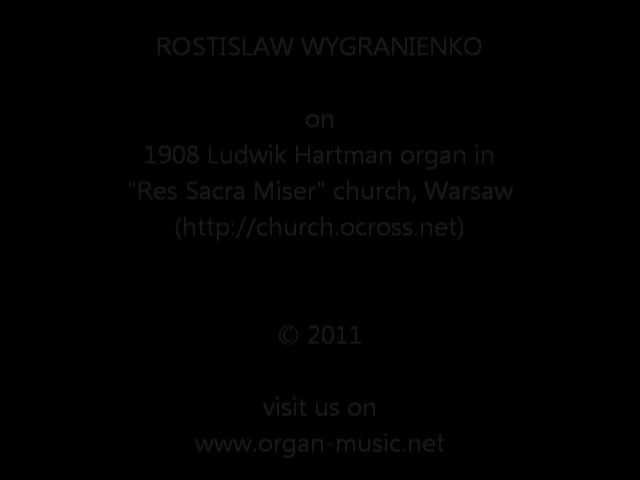 ROSTISLAW WYGRANIENKO
on
1908 Ludwik Hartman organ in
"Res Sacra Miser" church, Warsaw
(http://church.ocross.net)
© 2011
visit us on
www.organ-music.net